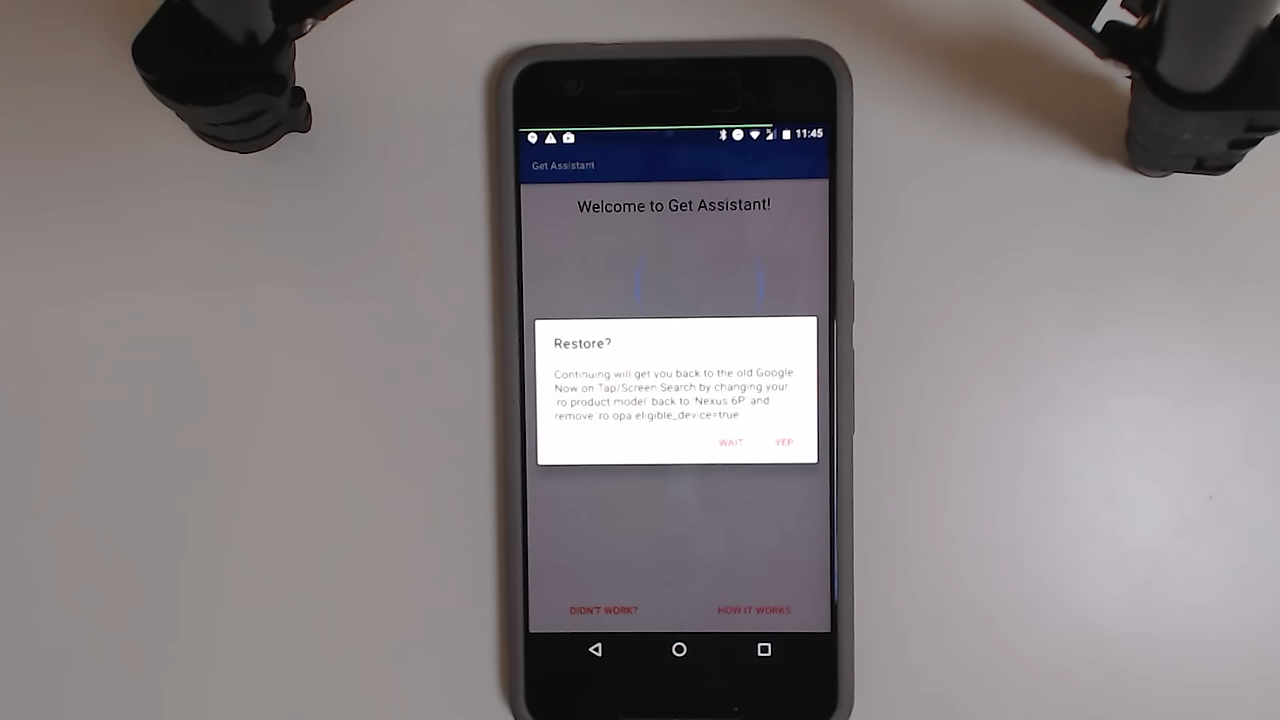 11:45
Get Assistant
Welcome to Get Assistant!
Restore?
Continuing will get you back to the old Google
Now on Tap/Screen Search by changing your
'ro product model' back to 'Nexus 6P' and
remove 'ro opa eligible_device=true
WAIT YEP
DIDN'T WORK? HOW IT WORKS